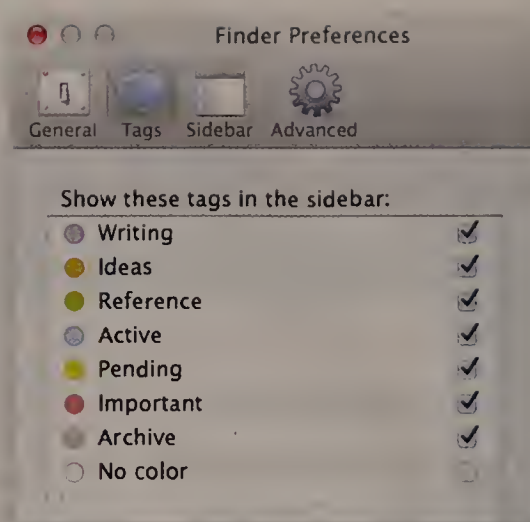 Finder Preferences
General Tags Sidebar Advanced
Show these tags in the sidebar:
Writing
Ideas
Reference
Active
Pending
Important
Archive
No color